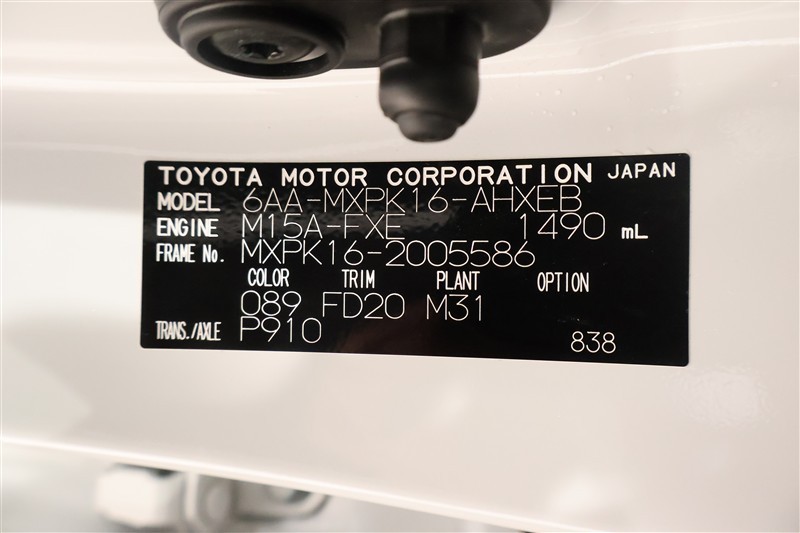 TOYOTA MOTOR CORPORATION JAPAN
MODEL 6AA-MXPK16-AHXEB
ENGINE M15A-FXE 1490 mL
FRAME No. MXPK16-2005586
COLOR TRIM PLANT OPTION
089 FD20 M31
TRANS./AXLE P910 838